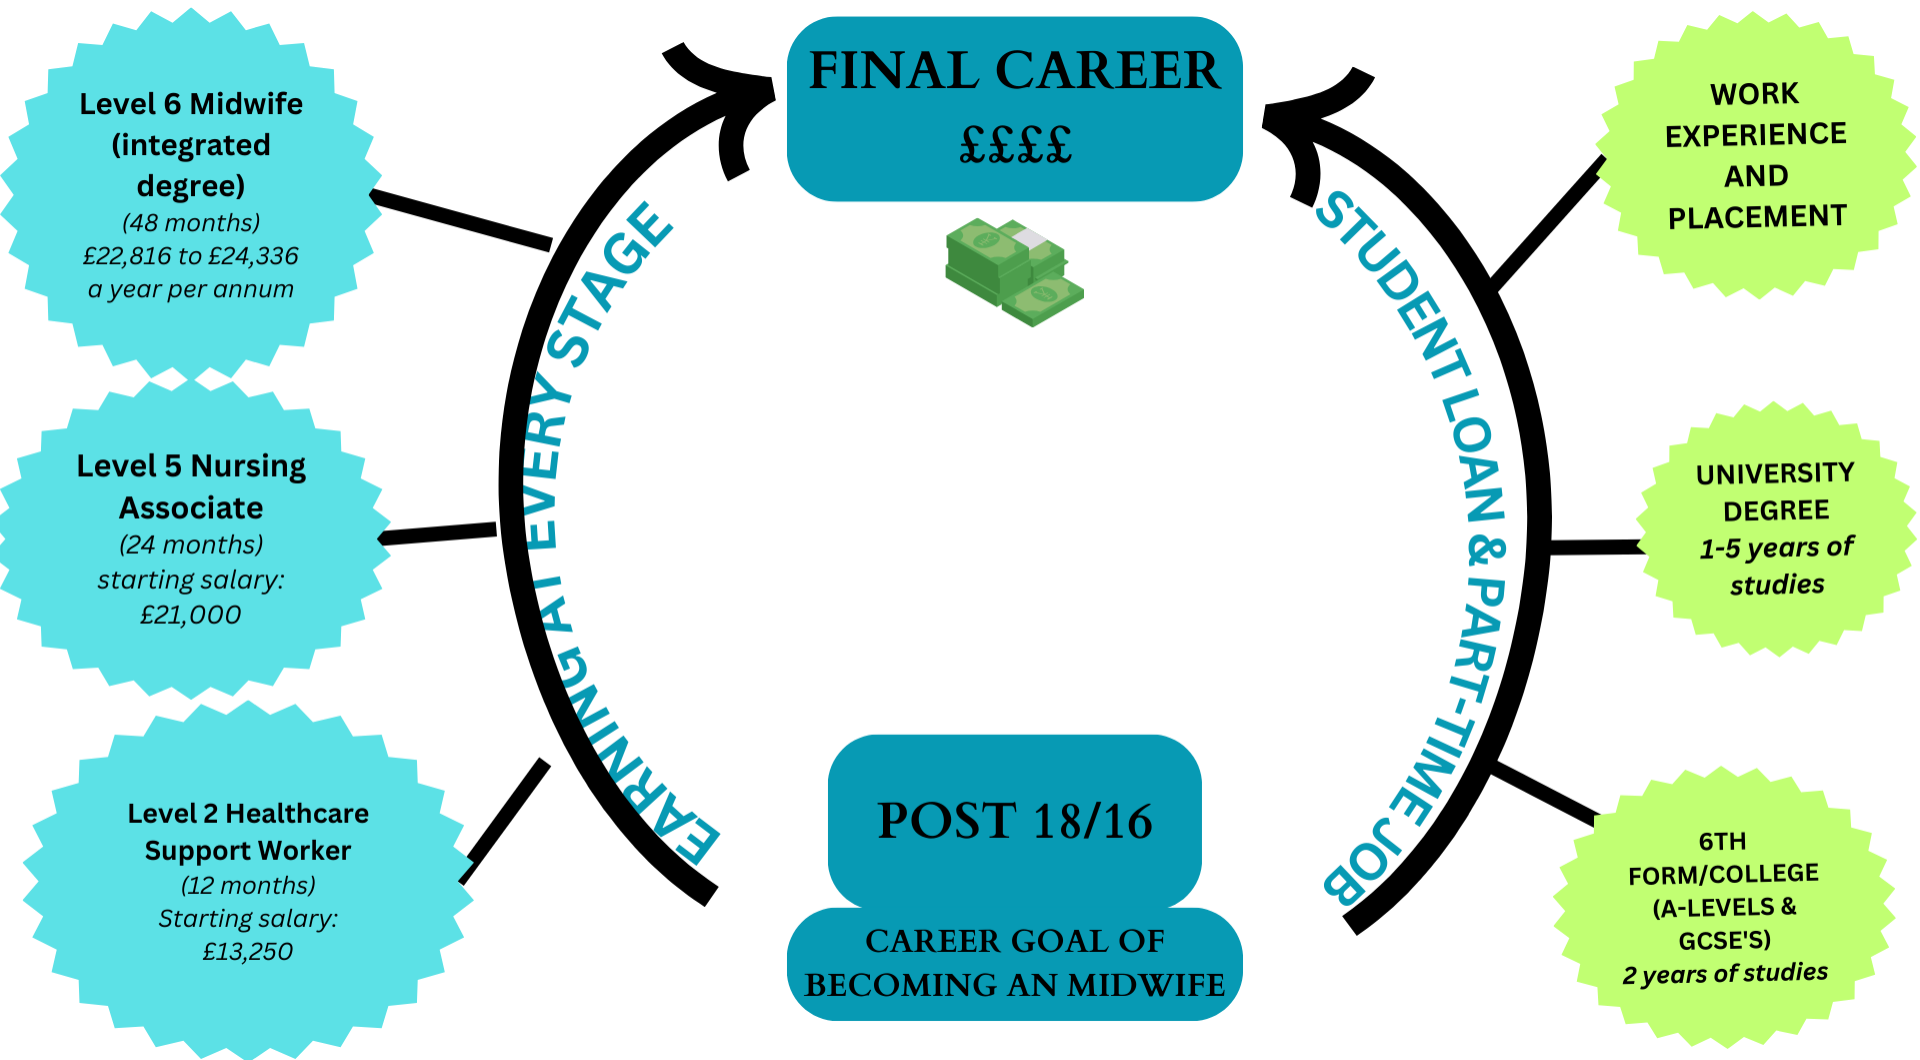 FINAL CAREER
££££
Level 6 Midwife
(integrated
degree)
(48 months)
£22,816 to £24,336
a year per annum
Level 5 Nursing
Associate
(24 months)
starting salary:
£21,000
Level 2 Healthcare
Support Worker
(12 months)
Starting salary:
£13,250
EARNING AT EVERY STAGE
POST 18/16
CAREER GOAL OF
BECOMING AN MIDWIFE
STUDENT LOAN & PART-TIME JOB
WORK
EXPERIENCE
AND
PLACEMENT
UNIVERSITY
DEGREE
1-5 years of
studies
6TH
FORM/COLLEGE
(A-LEVELS &
GCSE'S)
2 years of studies